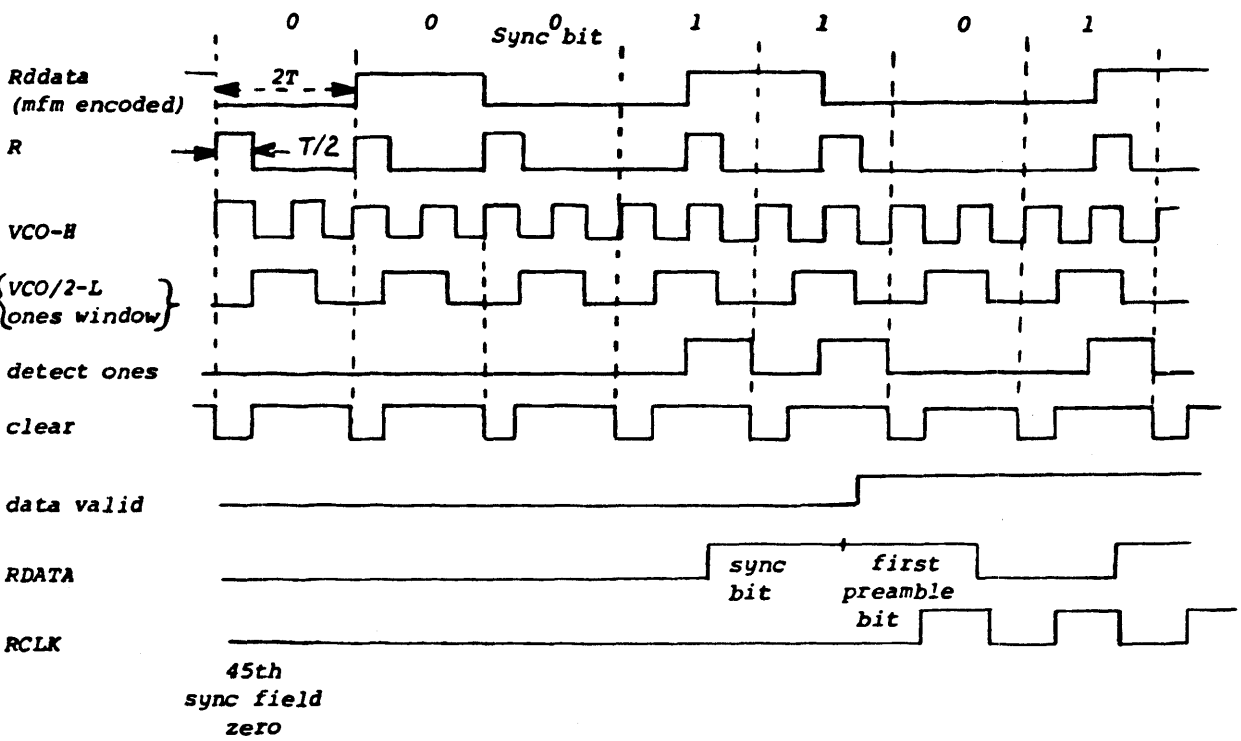 0 0 0 1 1 0 1
Sync bit
Rddata
(mfm encoded)
2T
R
T/2
VCO-H
VCO/2-L
ones window
detect ones
clear
data valid
RDATA
sync
bit
first
preamble
bit
RCLK
45th
sync field
zero